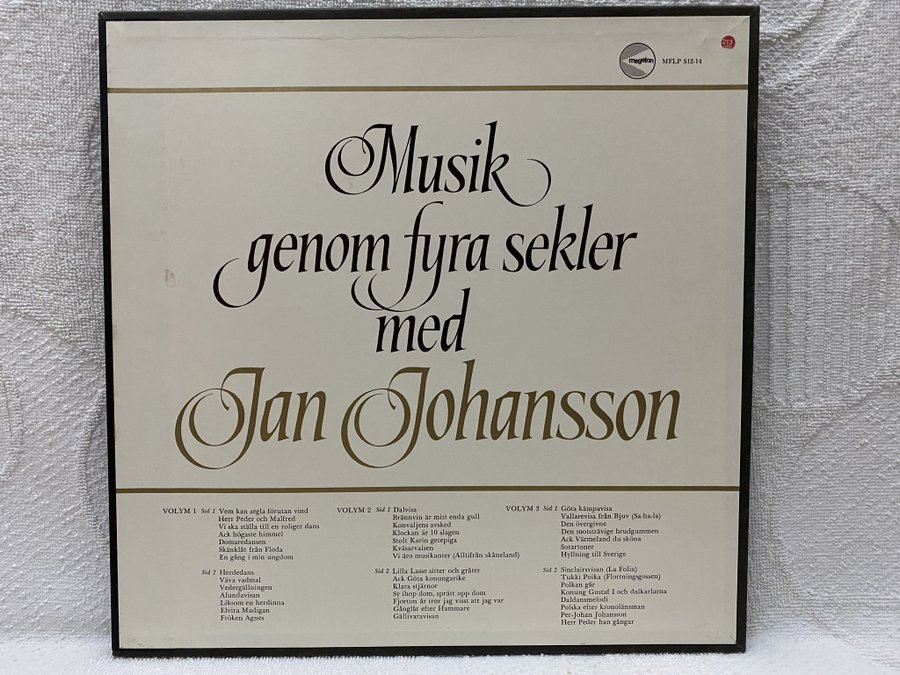 213
megafon
MFLP S12-14
Musik
genom fyra sekler
med
Jan Johansson
VOLYM 1 Sid 1 Vem kan segla förutan vind
Herr Peder och Malfred
Vi ska ställa till en roliger dans
Ack högaste himmel
Domaredansen
Skänklåt från Floda
En gång i min ungdom
Sid 2 Herdedans
Väva vadmal
Vedergällningen
Alundavisan
Liksom en herdinna
Elvira Madigan
Fröken Agnes
VOLYM 2 Sid 1 Dalvisa
Brännvin är mitt enda gull
Konvaljens avsked
Klockan är 10 slagen
Stolt Karin getepiga
Kväsarvalsen
Vi äro musikanter (Alltifrån skåneland)
Sid 2 Lilla Lasse sitter och gråter
Ack Göta konungarike
Klara stjärnor
Sy ihop dom, sprätt opp dom
Fjorton år tror jag visst att jag var
Gånglåt efter Hammare
Gällivaravisan
VOLYM 3 Sid 1 Göta kämpavisa
Vallarevisa från Bjuv (Sa-ha-la)
Den övergivne
Den motsträvige brudgummen
Ack Värmeland du sköna
Sotartoner
Hyllning till Sverige
Sid 2 Sinclairsvisan (La Folia)
Tukki Poika (Flottningsgossen)
Polkan går
Konung Gustaf I och dalkarlarna
Daldansmelodi
Polska efter kronolänsman
Per-Johan Johansson
Herr Peder han gångar